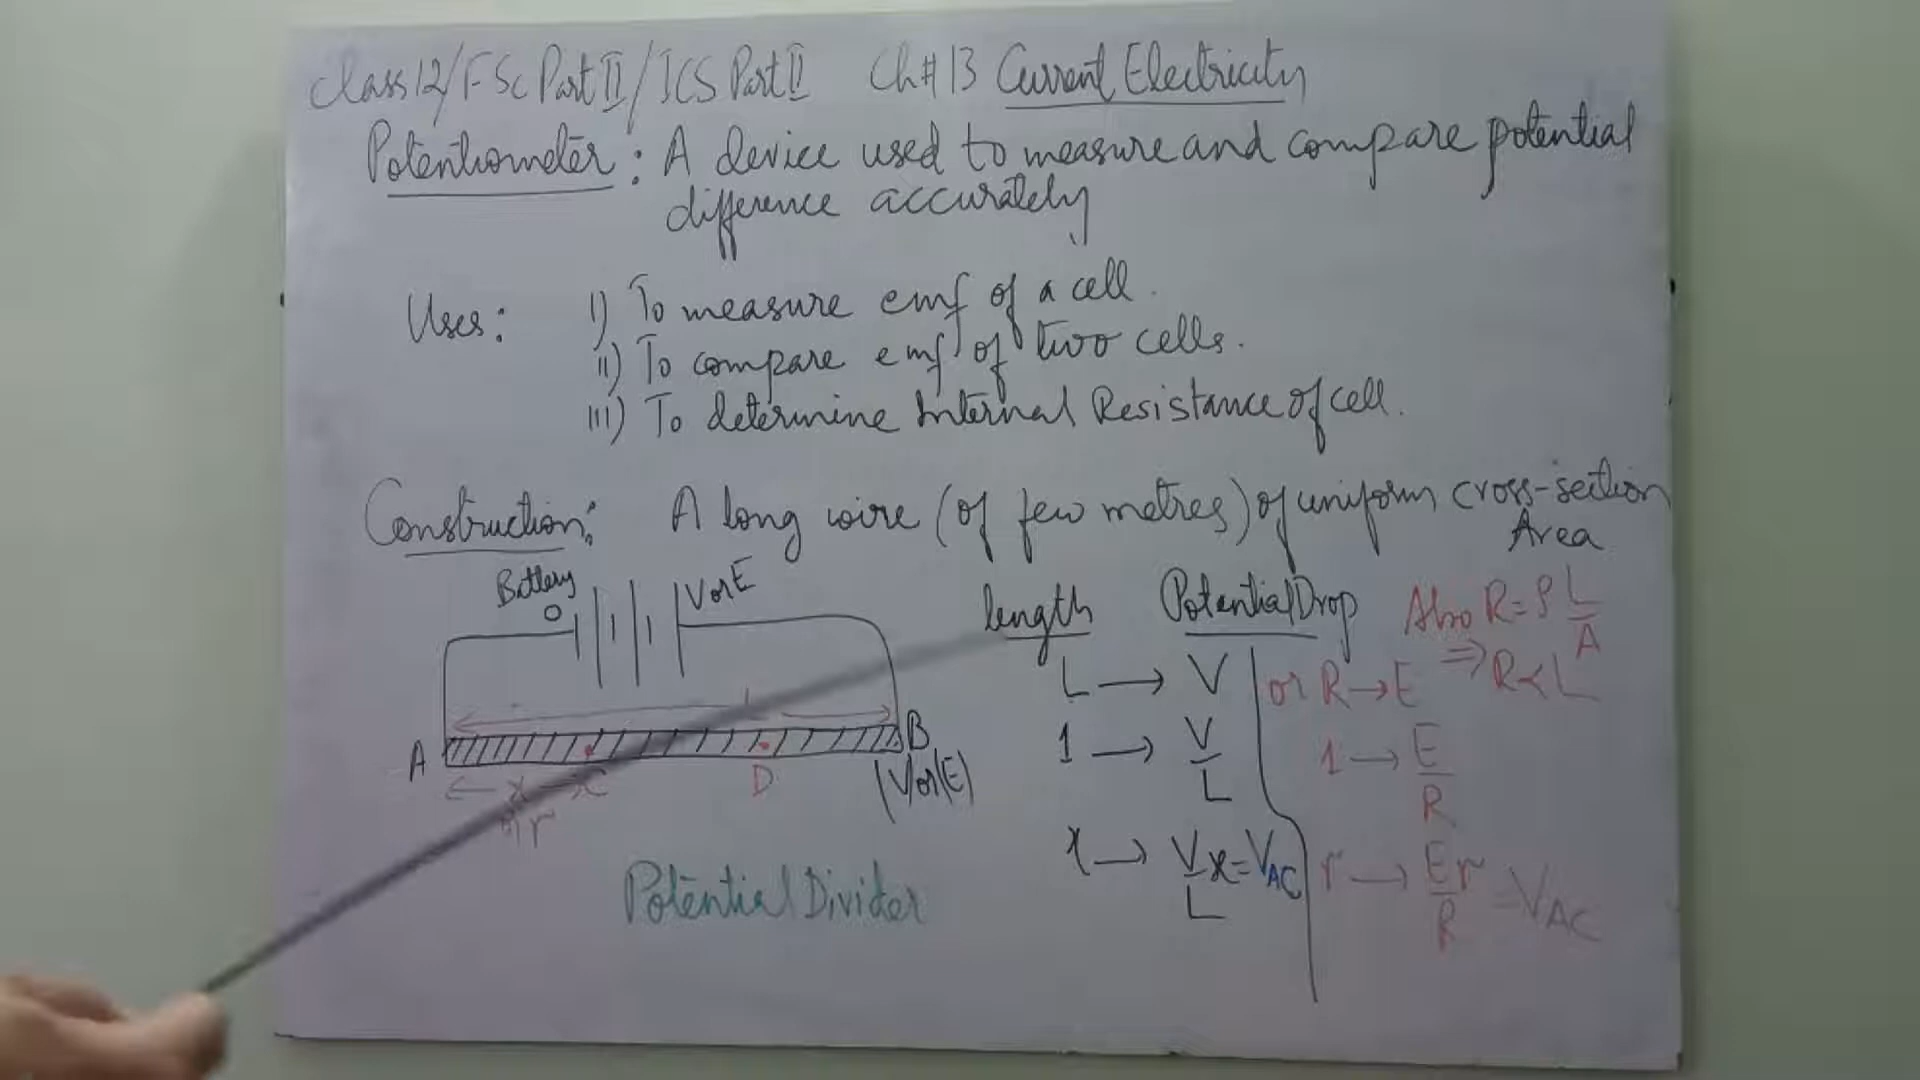 Class 12/F Sc Part II/ICS Part II Ch# 13 Current Electricity
Potentiometer: A device used to measure and compare potential
difference accurately
Uses: I) To measure emf of a cell.
II) To compare emf of two cells.
III) To determine Internal Resistance of cell.
Construction: A long wire (of few metres) of uniform cross-section
Area
Battery
V or E
O
length Potential Drop Also R = ρ L/A
⇒ R ∝ L
L → V or R → E
1 → V/L 1 → E/R
x → V/L x = VAC r → Er/R = VAC
A B
x C D (V or (E)
or r
Potential Divider